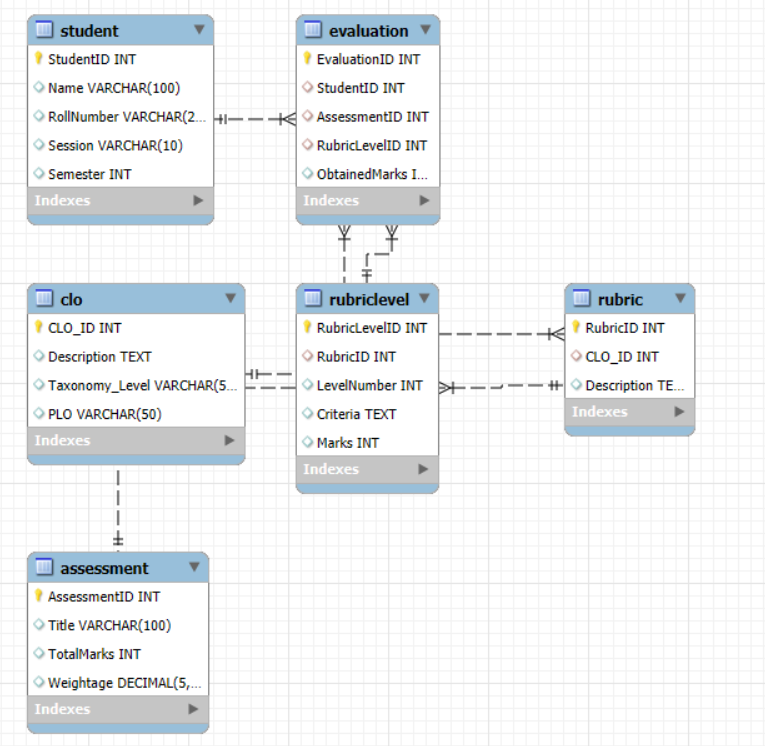 student
StudentID INT
Name VARCHAR(100)
RollNumber VARCHAR(2...
Session VARCHAR(10)
Semester INT
Indexes
evaluation
EvaluationID INT
StudentID INT
AssessmentID INT
RubricLevelID INT
ObtainedMarks I...
Indexes
clo
CLO_ID INT
Description TEXT
Taxonomy_Level VARCHAR(5...
PLO VARCHAR(50)
Indexes
rubriclevel
RubricLevelID INT
RubricID INT
LevelNumber INT
Criteria TEXT
Marks INT
Indexes
rubric
RubricID INT
CLO_ID INT
Description TE...
Indexes
assessment
AssessmentID INT
Title VARCHAR(100)
TotalMarks INT
Weightage DECIMAL(5,...
Indexes